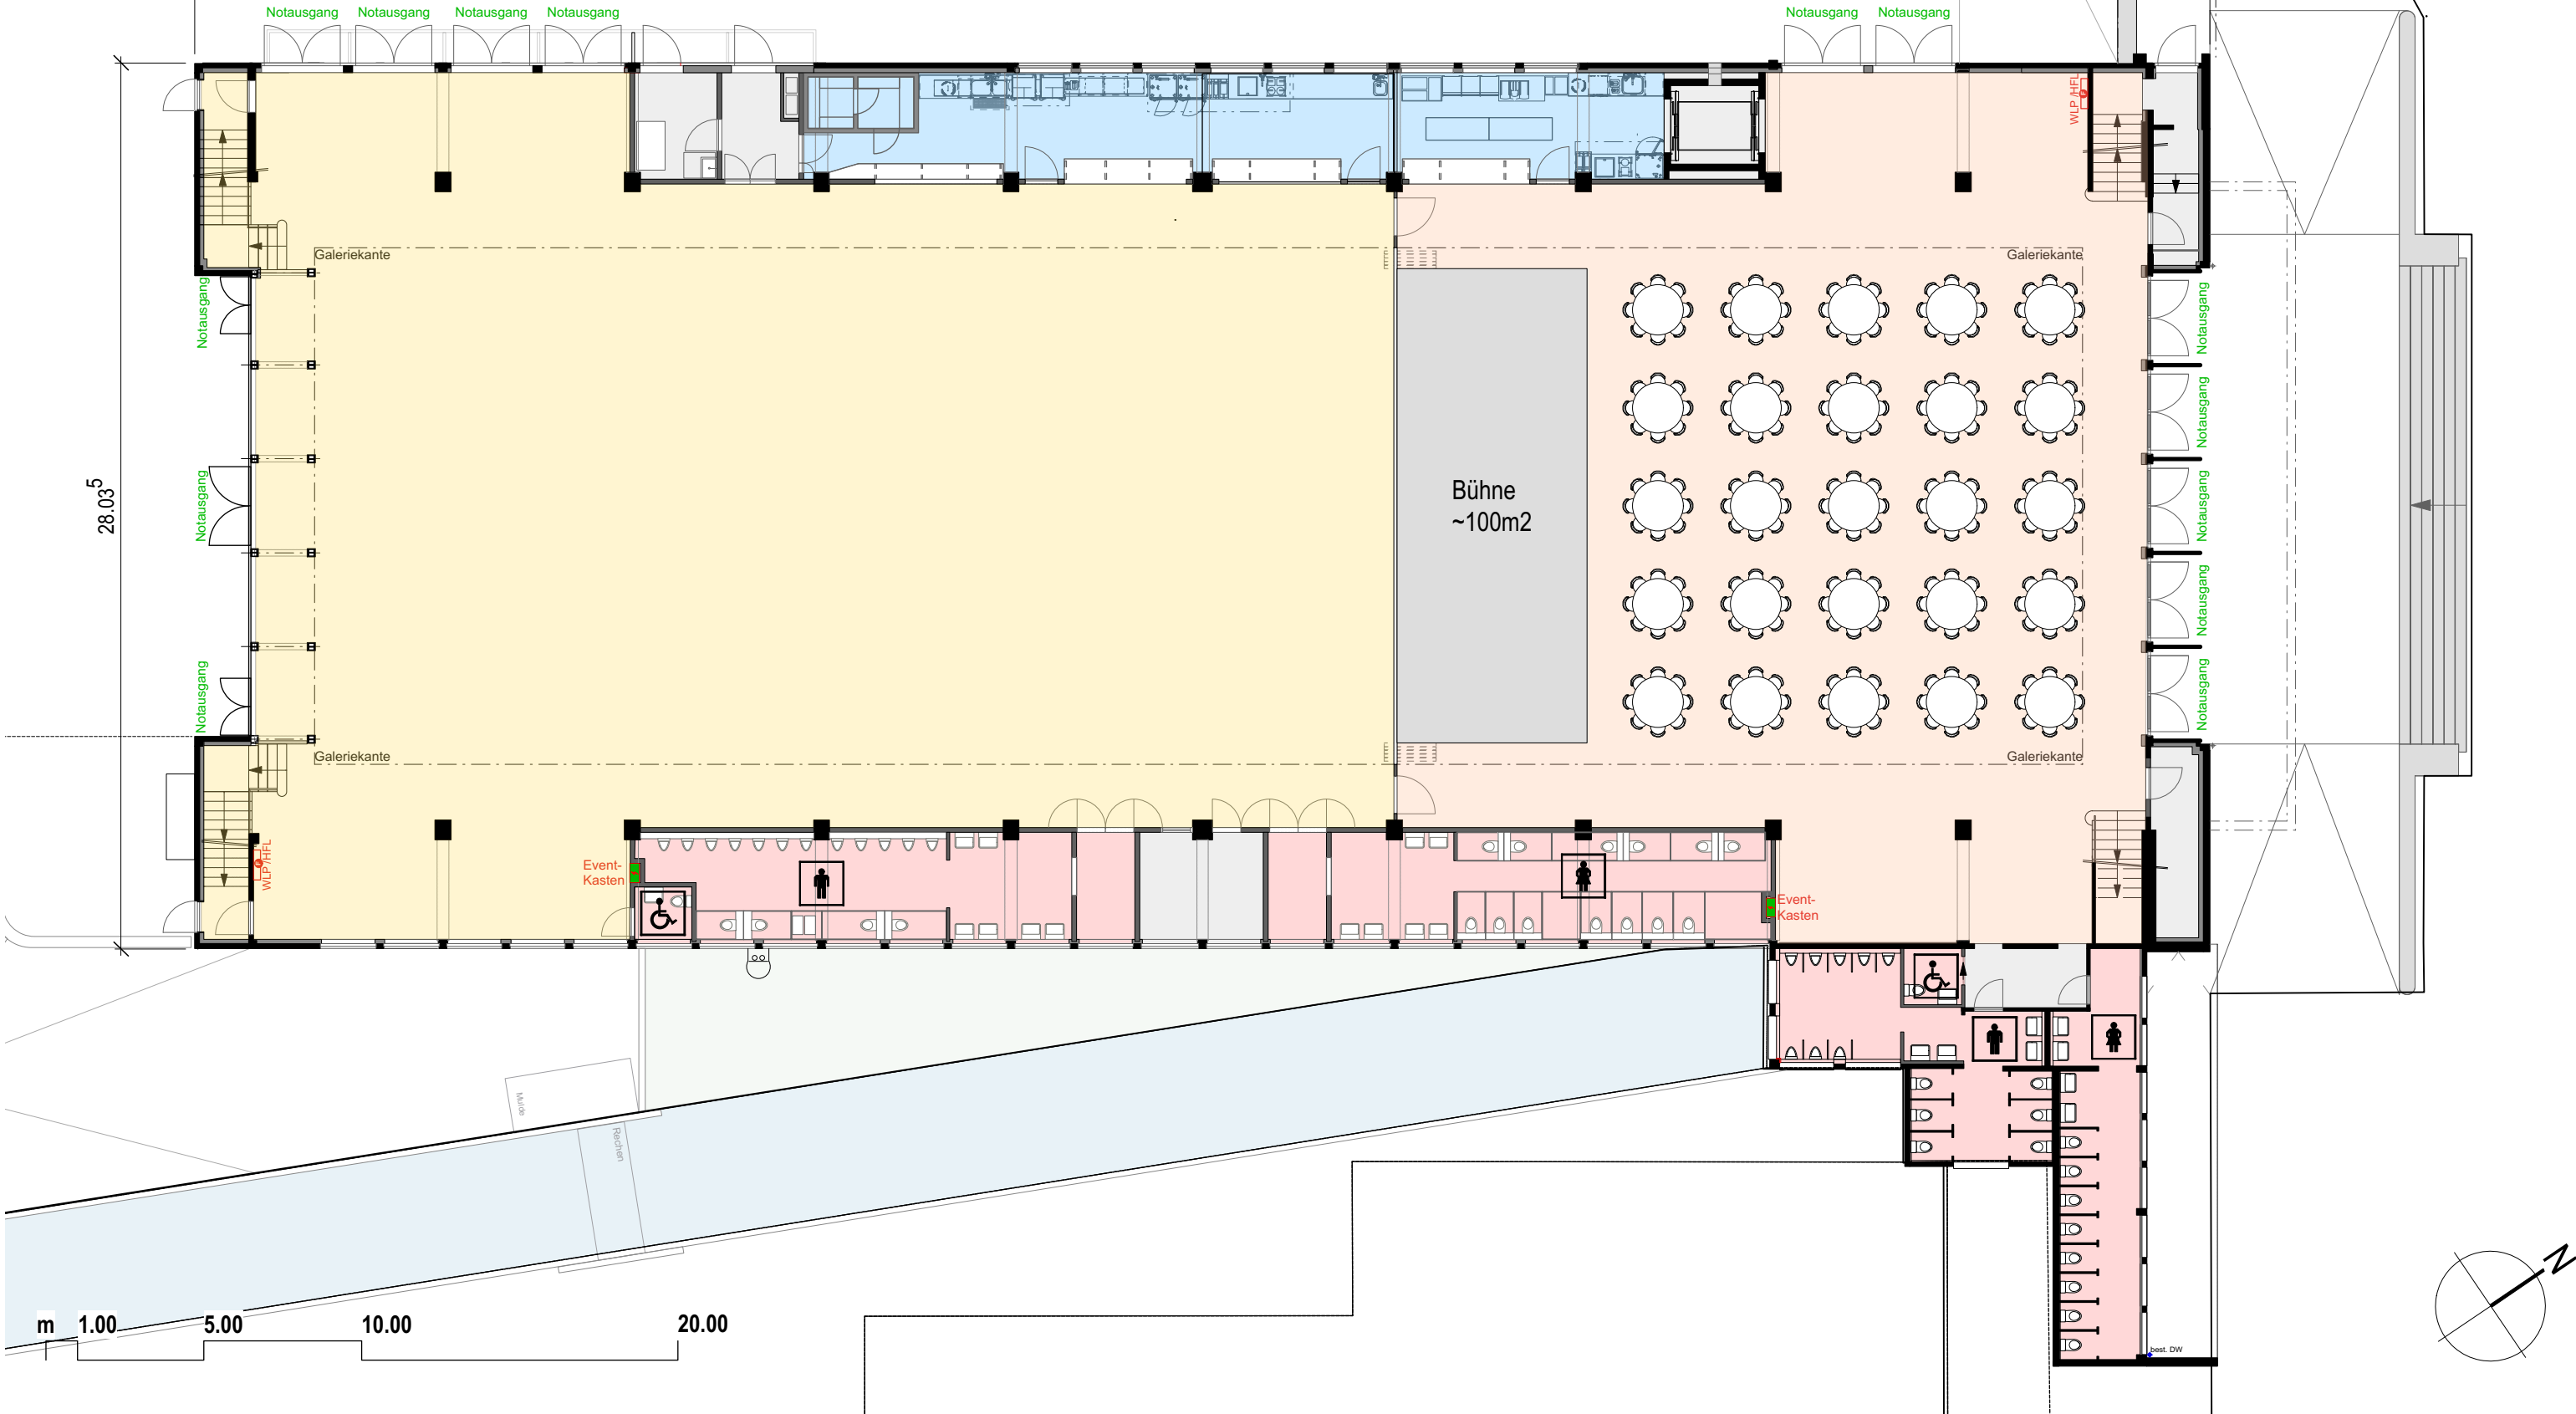 Notausgang
Notausgang
Notausgang
Notausgang
Notausgang
Notausgang
WLP /HFL
Galeriekante
Galeriekante
Notausgang
Notausgang
Notausgang
28.03⁵
Bühne
~100m2
Notausgang
Notausgang
Notausgang
Notausgang
Notausgang
Galeriekante
Galeriekante
WLP /HFL
Event-
Kasten
Event-
Kasten
Mulde
Rechen
N
m 1.00 5.00 10.00 20.00
best. DW